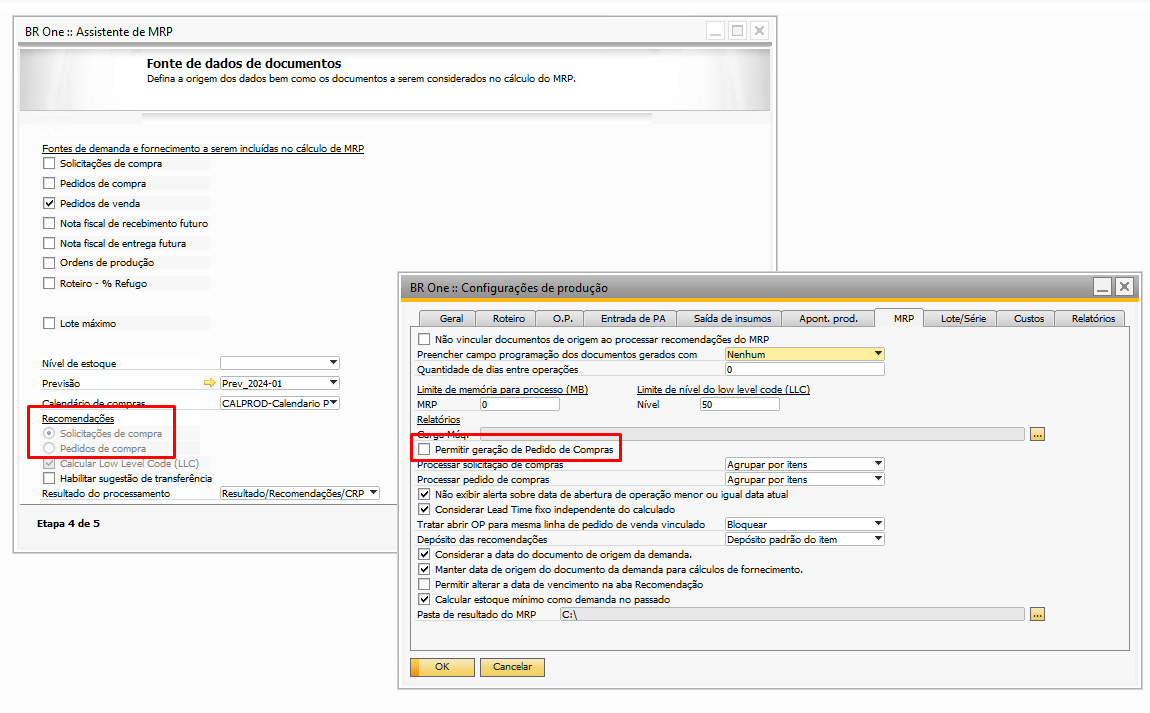 BR One :: Assistente de MRP
Fonte de dados de documentos
Defina a origem dos dados bem como os documentos a serem considerados no cálculo do MRP.
Fontes de demanda e fornecimento a serem incluídas no cálculo de MRP
Solicitações de compra
Pedidos de compra
Pedidos de venda
Nota fiscal de recebimento futuro
Nota fiscal de entrega futura
Ordens de produção
Roteiro - % Refugo
Lote máximo
Nível de estoque
Previsão Prev_2024-01
Calendário de compras CALPROD-Calendario P
Recomendações
Solicitações de compra
Pedidos de compra
Calcular Low Level Code (LLC)
Habilitar sugestão de transferência
Resultado do processamento Resultado/Recomendações/CRP
Etapa 4 de 5
BR One :: Configurações de produção
Geral Roteiro O.P. Entrada de PA Saída de insumos Apont. prod. MRP Lote/Série Custos Relatórios
Não vincular documentos de origem ao processar recomendações do MRP
Preencher campo programação dos documentos gerados com Nenhum
Quantidade de dias entre operações 0
Limite de memória para processo (MB) Limite de nível do low level code (LLC)
MRP 0 Nível 50
Relatórios
Carga Máqr ...
Permitir geração de Pedido de Compras
Processar solicitação de compras Agrupar por itens
Processar pedido de compras Agrupar por itens
Não exibir alerta sobre data de abertura de operação menor ou igual data atual
Considerar Lead Time fixo independente do calculado
Tratar abrir OP para mesma linha de pedido de venda vinculado Bloquear
Depósito das recomendações Depósito padrão do item
Considerar a data do documento de origem da demanda.
Manter data de origem do documento da demanda para cálculos de fornecimento.
Permitir alterar a data de vencimento na aba Recomendação
Calcular estoque mínimo como demanda no passado
Pasta de resultado do MRP C:\ ...
OK Cancelar